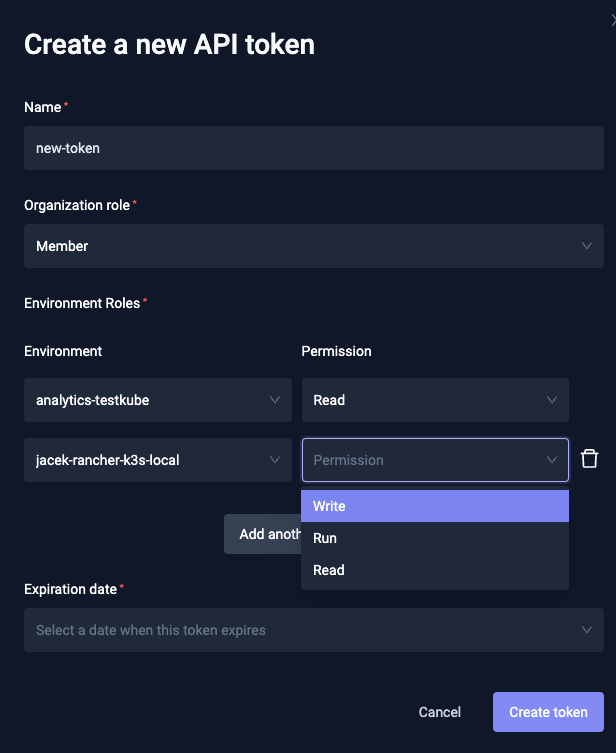 Create a new API token
Name *
new-token
Organization role *
Member
Environment Roles *
Environment Permission
analytics-testkube Read
jacek-rancher-k3s-local Permission
Write
Run
Add anoth
Read
Expiration date *
Select a date when this token expires
Cancel Create token